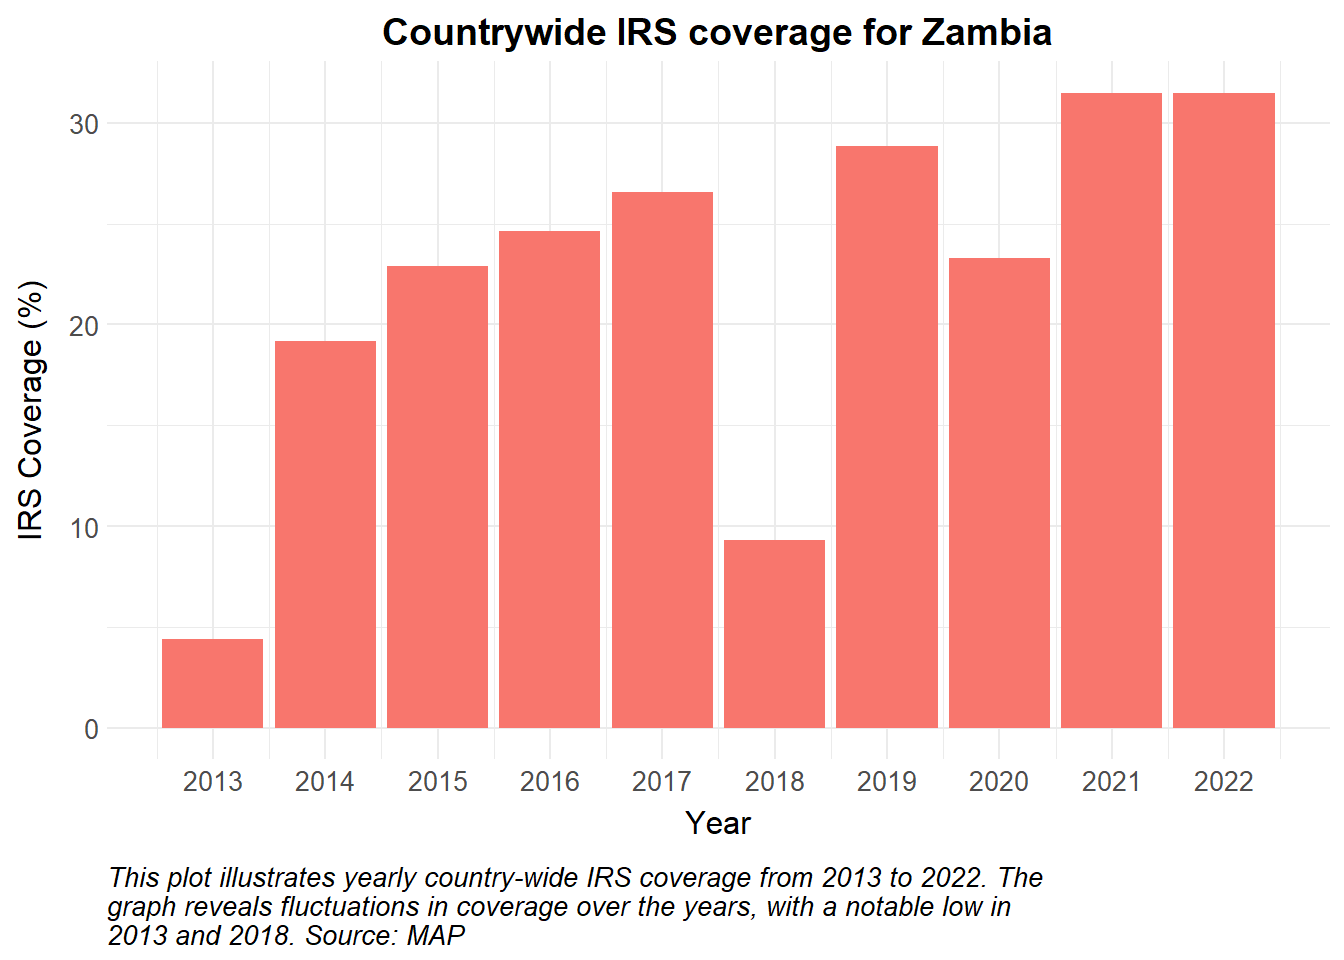 Countrywide IRS coverage for Zambia
IRS Coverage (%)
30
20
10
0
2013 2014 2015 2016 2017 2018 2019 2020 2021 2022
Year
This plot illustrates yearly country-wide IRS coverage from 2013 to 2022. The
graph reveals fluctuations in coverage over the years, with a notable low in
2013 and 2018. Source: MAP